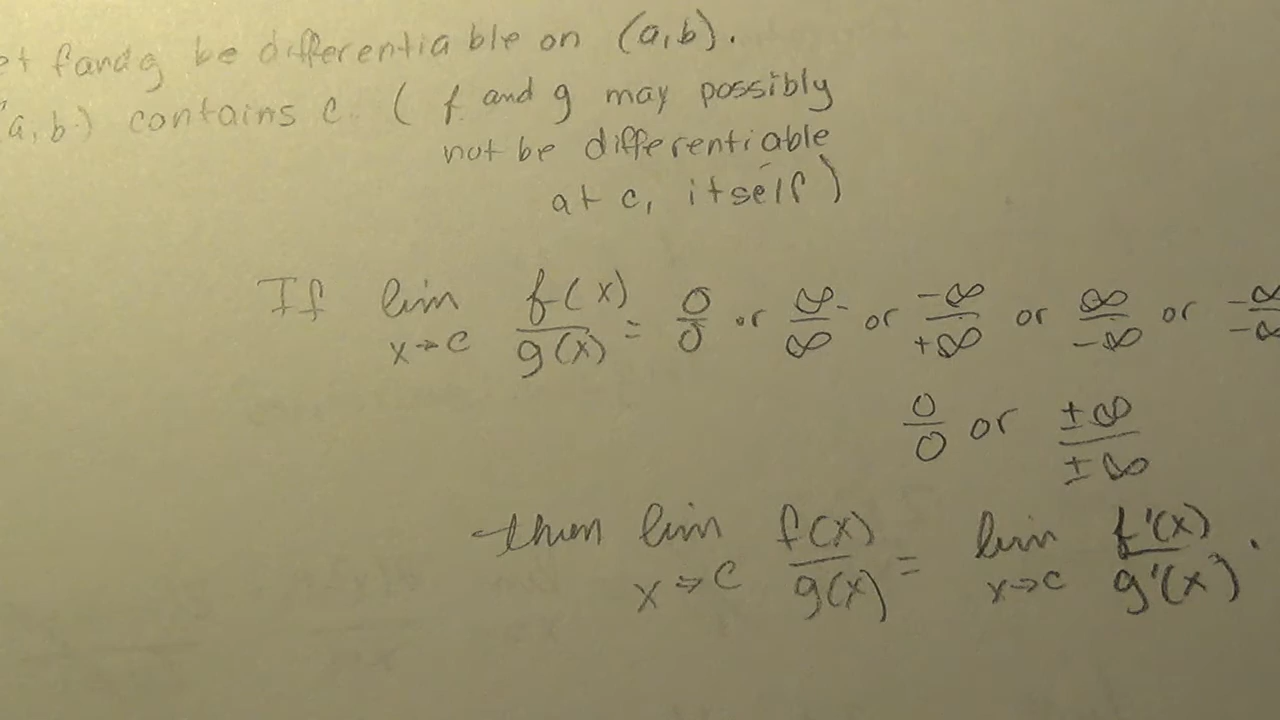 et f and g be differentiable on (a,b).
a, b) contains c. ( f and g may possibly
not be differentiable
at c, itself )
If lim x→c f(x)/g(x) = 0/0 or ∞/∞ or -∞/+∞ or ∞/-∞ or -∞/-∞
0/0 or ±∞/±∞
then lim x→c f(x)/g(x) = lim x→c f'(x)/g'(x).